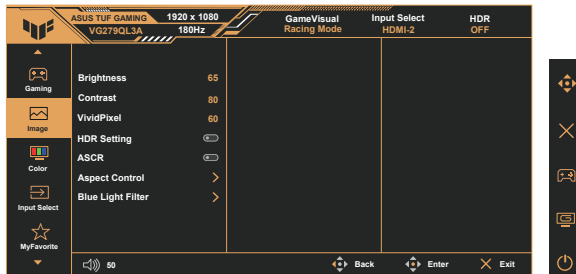 ASUS TUF GAMING 1920 x 1080 GameVisual Input Select HDR
VG279QL3A 180Hz Racing Mode HDMI-2 OFF
Gaming
Image
Color
Input Select
MyFavorite
Brightness 65
Contrast 80
VividPixel 60
HDR Setting
ASCR
Aspect Control
Blue Light Filter
50 Back Enter Exit